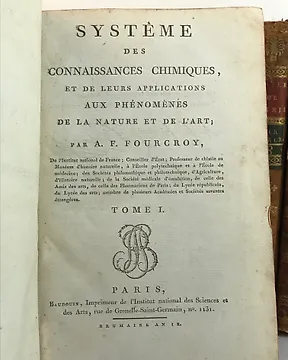 SYSTÈME
DES
CONNAISSANCES CHIMIQUES,
ET DE LEURS APPLICATIONS
AUX PHÉNOMÈNES
DE LA NATURE ET DE L'ART;
PAR A. F. FOURCROY,
De l'Institut national de France; Conseiller d'État; Professeur de chimie au
Muséum d'histoire naturelle, à l'École polytechnique et à l'École de
médecine; des Sociétés philomathique et philotechnique, d'Agriculture,
d'Histoire naturelle; de la Société médicale d'émulation, de celle des
Amis des arts, de celle des Pharmaciens de Paris; du Lycée républicain,
du Lycée des arts; membre de plusieurs Académies et Sociétés savantes
étrangères.
TOME I.
PARIS,
BAUDOUIN, Imprimeur de l'Institut national des Sciences et
des Arts, rue de Grenelle-Saint-Germain, n°. 1131.
BRUMAIRE AN IX.